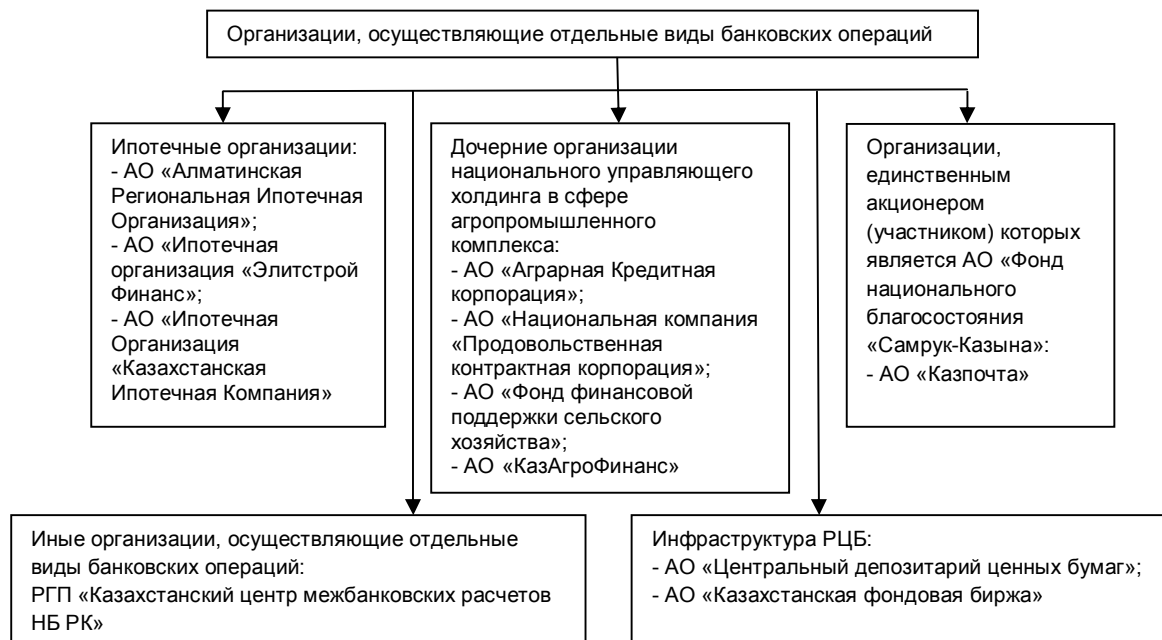 Организации, осуществляющие отдельные виды банковских операций
Ипотечные организации:
- АО «Алматинская
Региональная Ипотечная
Организация»;
- АО «Ипотечная
организация «Элитстрой
Финанс»;
- АО «Ипотечная
Организация
«Казахстанская
Ипотечная Компания»
Дочерние организации
национального управляющего
холдинга в сфере
агропромышленного
комплекса:
- АО «Аграрная Кредитная
корпорация»;
- АО «Национальная компания
«Продовольственная
контрактная корпорация»;
- АО «Фонд финансовой
поддержки сельского
хозяйства»;
- АО «КазАгроФинанс»
Организации,
единственным
акционером
(участником) которых
является АО «Фонд
национального
благосостояния
«Самрук-Казына»:
- АО «Казпочта»
Иные организации, осуществляющие отдельные
виды банковских операций:
РГП «Казахстанский центр межбанковских расчетов
НБ РК»
Инфраструктура РЦБ:
- АО «Центральный депозитарий ценных бумаг»;
- АО «Казахстанская фондовая биржа»